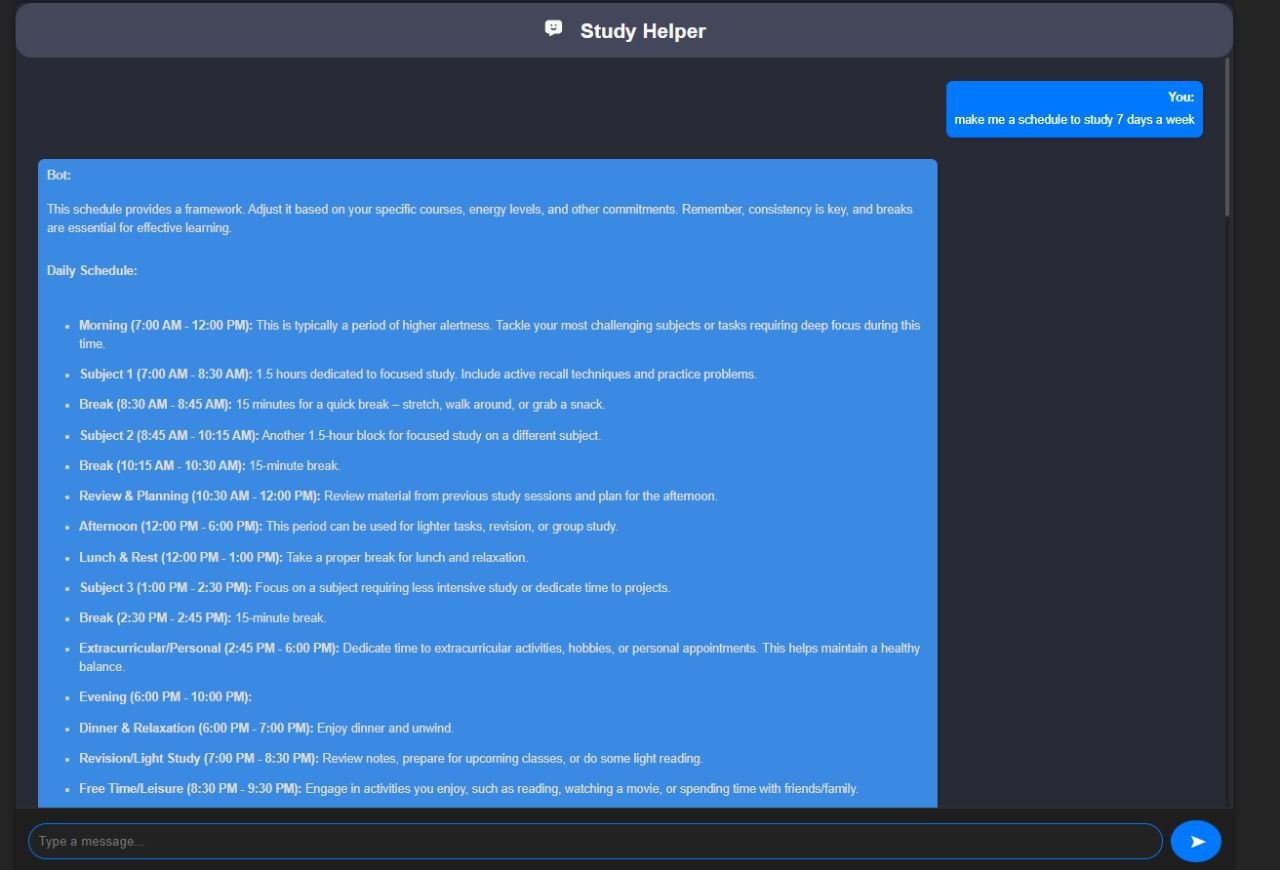 Study Helper
You:
make me a schedule to study 7 days a week
Bot:
This schedule provides a framework. Adjust it based on your specific courses, energy levels, and other commitments. Remember, consistency is key, and breaks
are essential for effective learning.
Daily Schedule:
• Morning (7:00 AM - 12:00 PM): This is typically a period of higher alertness. Tackle your most challenging subjects or tasks requiring deep focus during this
time.
• Subject 1 (7:00 AM - 8:30 AM): 1.5 hours dedicated to focused study. Include active recall techniques and practice problems.
• Break (8:30 AM - 8:45 AM): 15 minutes for a quick break – stretch, walk around, or grab a snack.
• Subject 2 (8:45 AM - 10:15 AM): Another 1.5-hour block for focused study on a different subject.
• Break (10:15 AM - 10:30 AM): 15-minute break.
• Review & Planning (10:30 AM - 12:00 PM): Review material from previous study sessions and plan for the afternoon.
• Afternoon (12:00 PM - 6:00 PM): This period can be used for lighter tasks, revision, or group study.
• Lunch & Rest (12:00 PM - 1:00 PM): Take a proper break for lunch and relaxation.
• Subject 3 (1:00 PM - 2:30 PM): Focus on a subject requiring less intensive study or dedicate time to projects.
• Break (2:30 PM - 2:45 PM): 15-minute break.
• Extracurricular/Personal (2:45 PM - 6:00 PM): Dedicate time to extracurricular activities, hobbies, or personal appointments. This helps maintain a healthy
balance.
• Evening (6:00 PM - 10:00 PM):
• Dinner & Relaxation (6:00 PM - 7:00 PM): Enjoy dinner and unwind.
• Revision/Light Study (7:00 PM - 8:30 PM): Review notes, prepare for upcoming classes, or do some light reading.
• Free Time/Leisure (8:30 PM - 9:30 PM): Engage in activities you enjoy, such as reading, watching a movie, or spending time with friends/family.
Type a message...